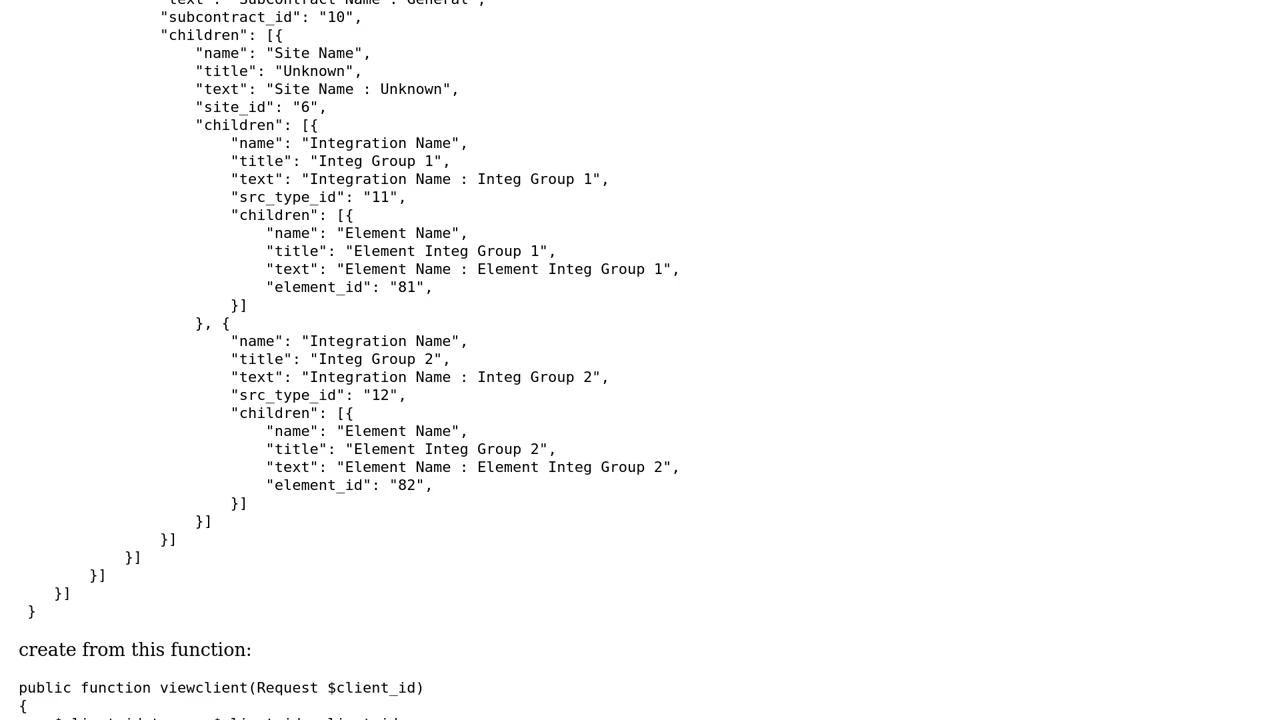 "text": "SubContract Name : General",
"subcontract_id": "10",
"children": [{
"name": "Site Name",
"title": "Unknown",
"text": "Site Name : Unknown",
"site_id": "6",
"children": [{
"name": "Integration Name",
"title": "Integ Group 1",
"text": "Integration Name : Integ Group 1",
"src_type_id": "11",
"children": [{
"name": "Element Name",
"title": "Element Integ Group 1",
"text": "Element Name : Element Integ Group 1",
"element_id": "81",
}]
}, {
"name": "Integration Name",
"title": "Integ Group 2",
"text": "Integration Name : Integ Group 2",
"src_type_id": "12",
"children": [{
"name": "Element Name",
"title": "Element Integ Group 2",
"text": "Element Name : Element Integ Group 2",
"element_id": "82",
}]
}]
}]
}]
}]
}]
}
create from this function:
public function viewclient(Request $client_id)
{